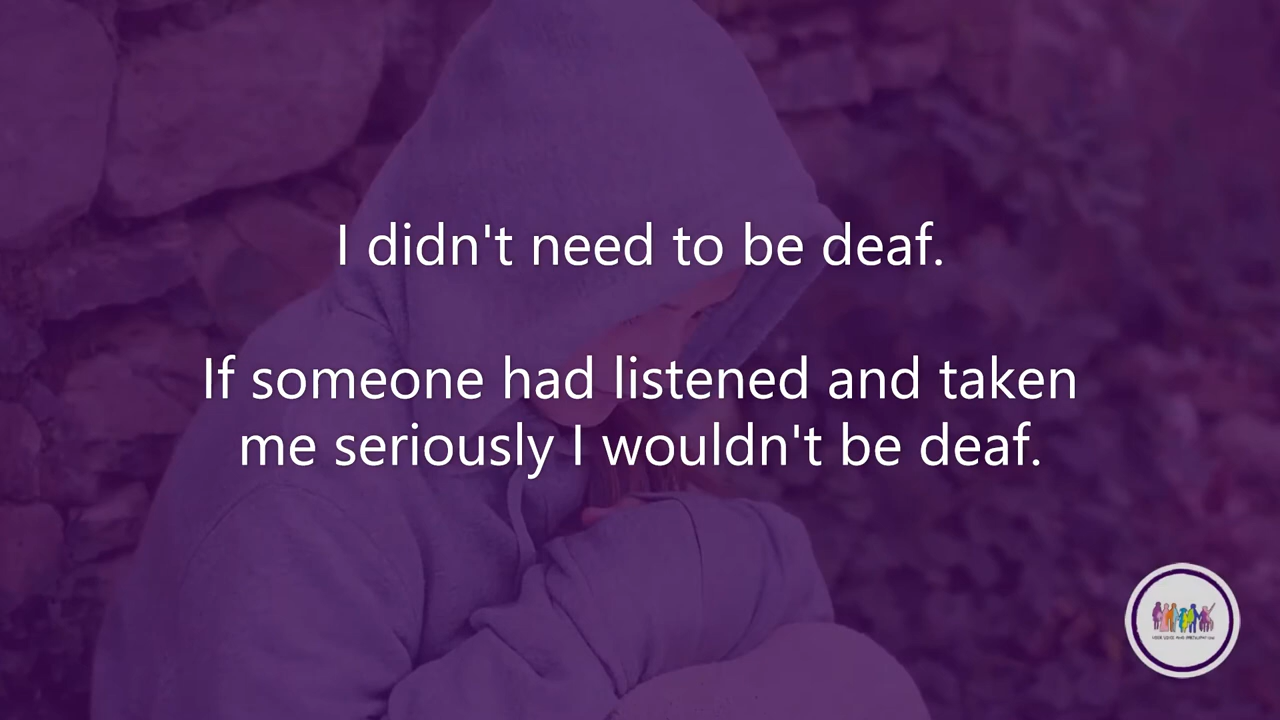 I didn't need to be deaf.
If someone had listened and taken
me seriously I wouldn't be deaf.